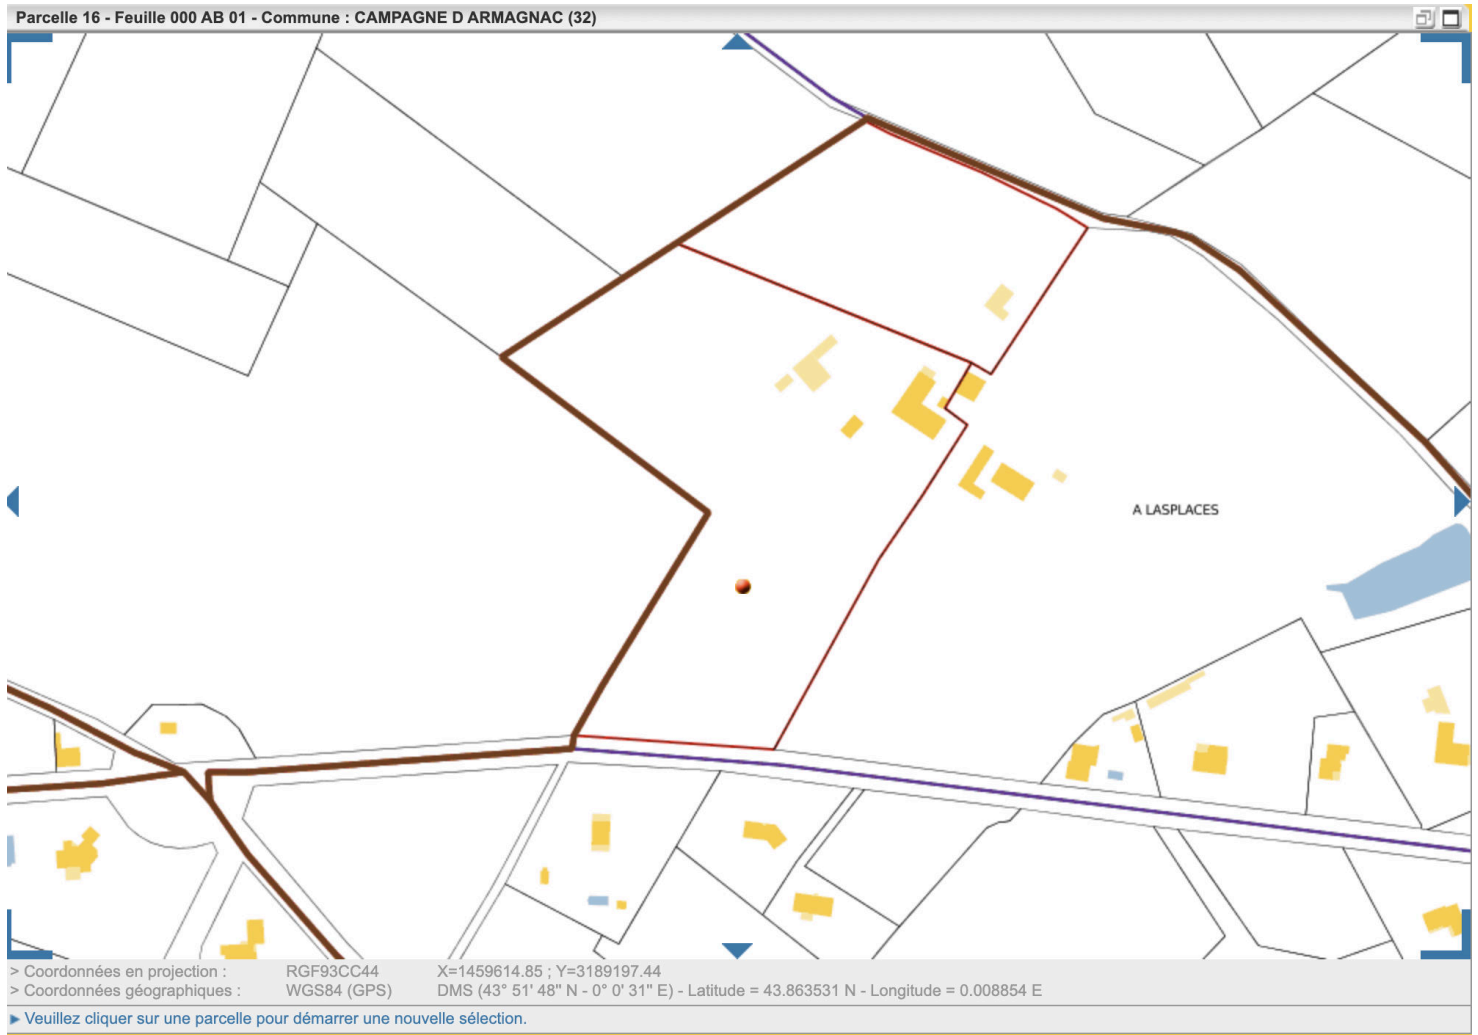 Parcelle 16 - Feuille 000 AB 01 - Commune : CAMPAGNE D ARMAGNAC (32)
A LASPLACES
> Coordonnées en projection : RGF93CC44 X=1459614.85 ; Y=3189197.44
> Coordonnées géographiques : WGS84 (GPS) DMS (43° 51' 48" N - 0° 0' 31" E) - Latitude = 43.863531 N - Longitude = 0.008854 E
Veuillez cliquer sur une parcelle pour démarrer une nouvelle sélection.